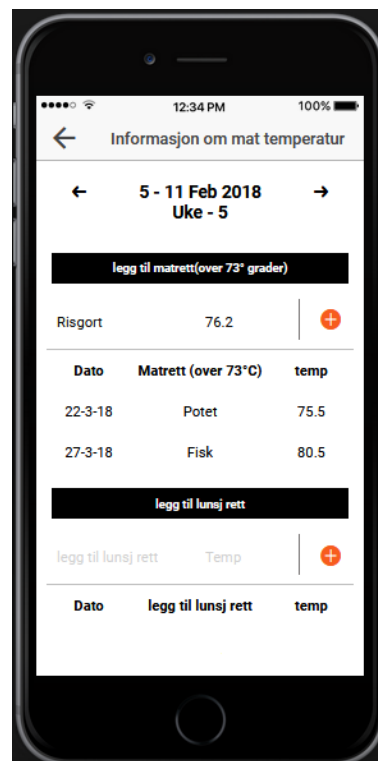 12:34 PM 100%
Informasjon om mat temperatur
5 - 11 Feb 2018
Uke - 5
legg til matrett(over 73° grader)
Risgort 76.2
Dato Matrett (over 73°C) temp
22-3-18 Potet 75.5
27-3-18 Fisk 80.5
legg til lunsj rett
legg til lunsj rett Temp
Dato legg til lunsj rett temp